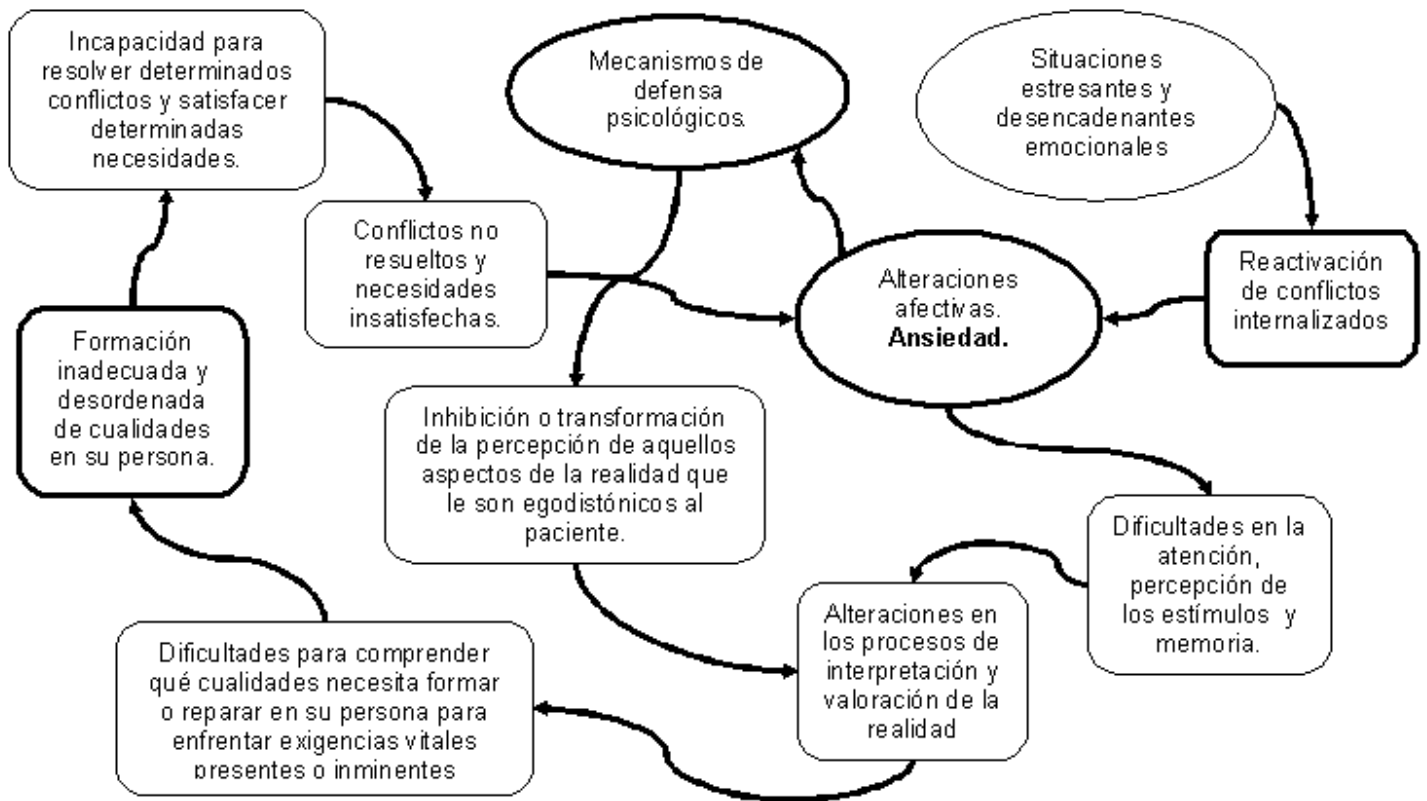 Incapacidad para
resolver determinados
conflictos y satisfacer
determinadas
necesidades.
Mecanismos de
defensa
psicológicos.
Situaciones
estresantes y
desencadenantes
emocionales
Conflictos no
resueltos y
necesidades
insatisfechas.
Alteraciones
afectivas.
Ansiedad.
Reactivación
de conflictos
internalizados
Formación
inadecuada y
desordenada
de cualidades
en su persona.
Inhibición o transformación
de la percepción de aquellos
aspectos de la realidad que
le son egodistónicos al
paciente.
Dificultades en la
atención,
percepción de
los estímulos y
memoria.
Alteraciones en
los procesos de
interpretación y
valoración de la
realidad
Dificultades para comprender
qué cualidades necesita formar
o reparar en su persona para
enfrentar exigencias vitales
presentes o inminentes